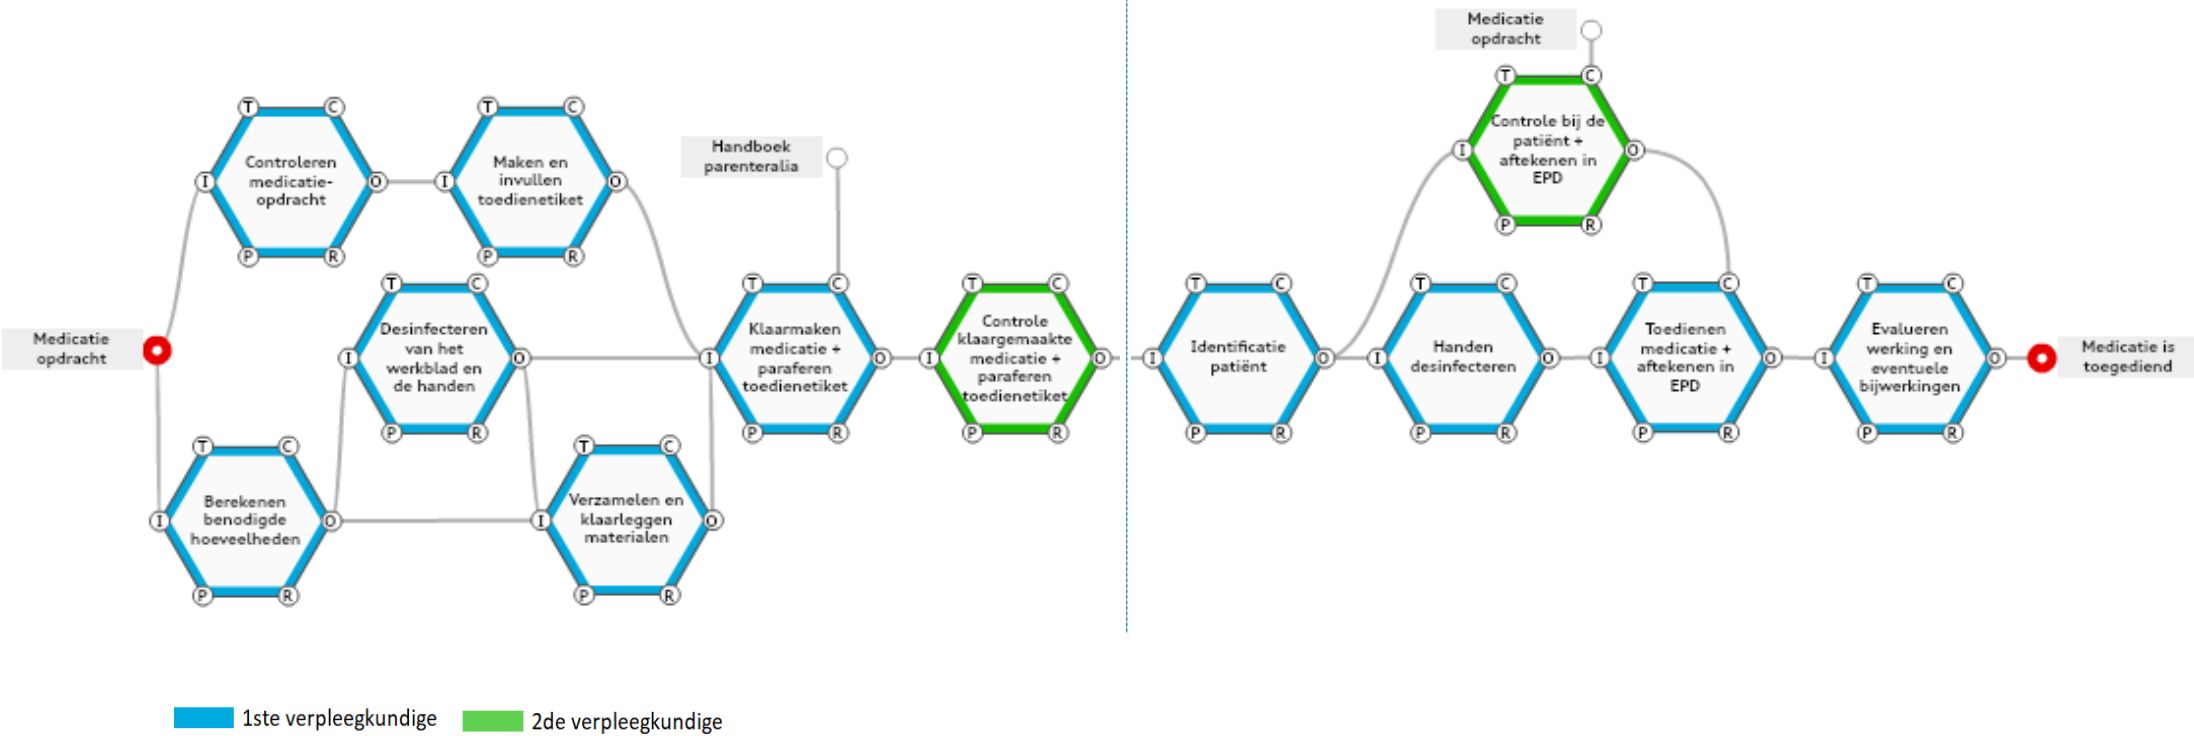 Medicatie
opdracht
T C
Controleren
medicatie-
opdracht
I O
P R
T C
Maken en
invullen
toedienetiket
I O
P R
Handboek
parenteralia
T C
Desinfecteren
van het
werkblad en
de handen
I O
P R
T C
Berekenen
benodigde
hoeveelheden
I O
P R
T C
Verzamelen en
klaarleggen
materialen
I O
P R
T C
Klaarmaken
medicatie +
paraferen
toedienetiket
I O
P R
T C
Controle
klaargemaakte
medicatie +
paraferen
toedienetiket
I O
P R
T C
Identificatie
patiënt
I O
P R
Medicatie
opdracht
T C
Controle bij de
patiënt +
aftekenen in
EPD
I O
P R
T C
Handen
desinfecteren
I O
P R
T C
Toedienen
medicatie +
aftekenen in
EPD
I O
P R
T C
Evalueren
werking en
eventuele
bijwerkingen
I O
P R
Medicatie is
toegediend
1ste verpleegkundige
2de verpleegkundige